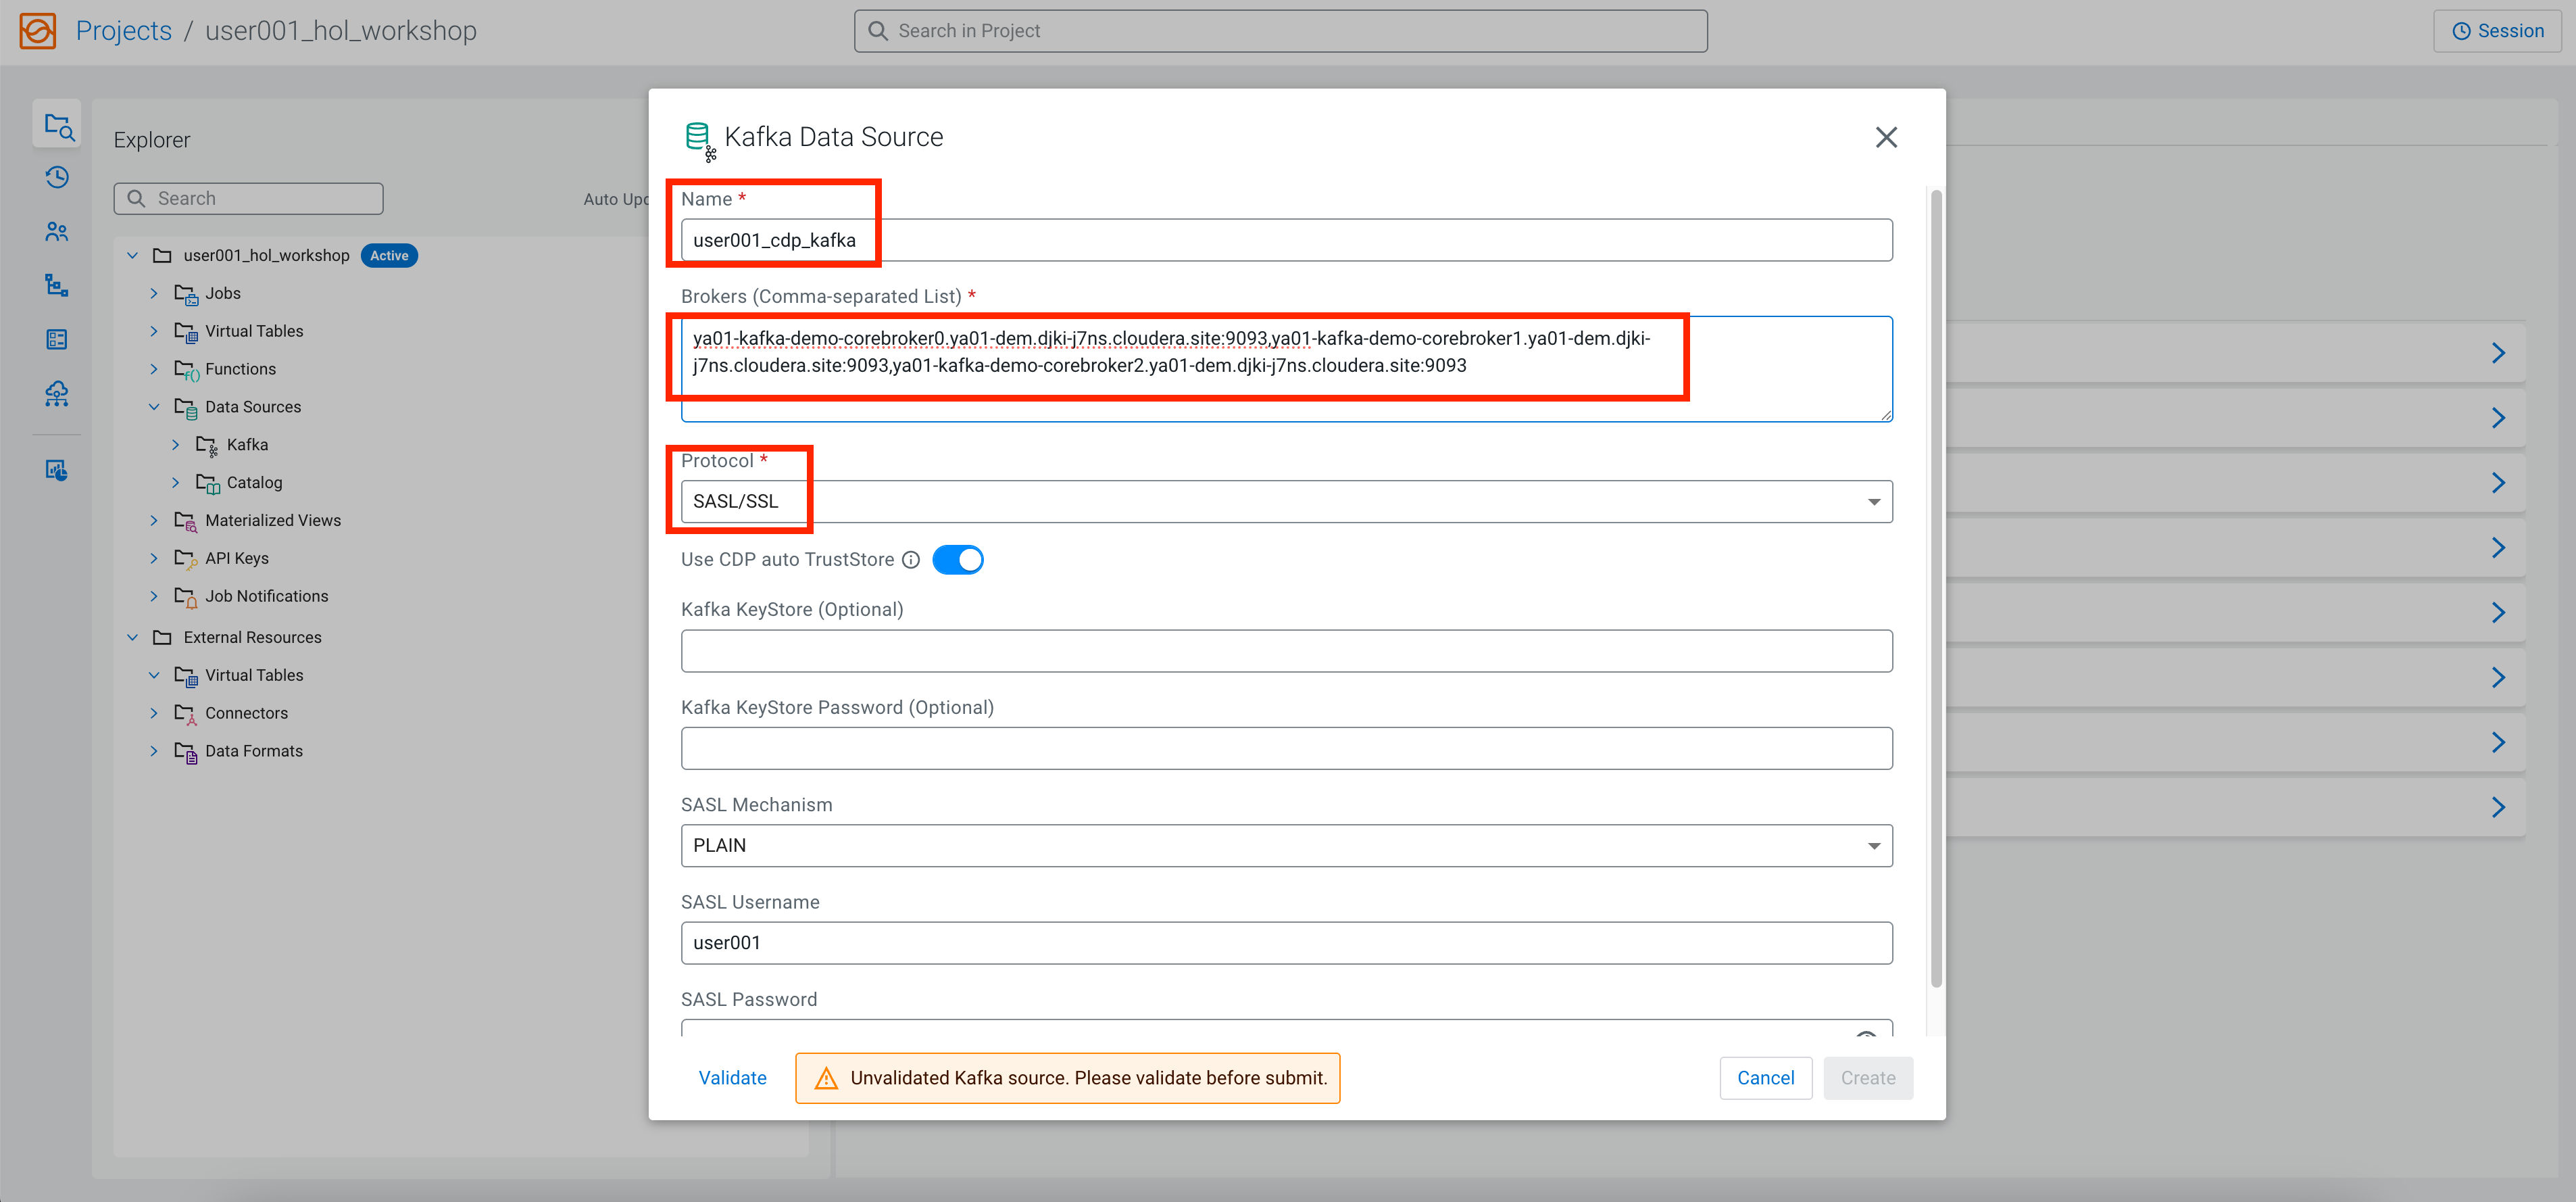 Projects / user001_hol_workshop
Search in Project
Session
Explorer
Search
Auto Upd
user001_hol_workshop Active
Jobs
Virtual Tables
Functions
Data Sources
Kafka
Catalog
Materialized Views
API Keys
Job Notifications
External Resources
Virtual Tables
Connectors
Data Formats
Kafka Data Source
Name *
user001_cdp_kafka
Brokers (Comma-separated List) *
ya01-kafka-demo-corebroker0.ya01-dem.djki-j7ns.cloudera.site:9093,ya01-kafka-demo-corebroker1.ya01-dem.djki-
j7ns.cloudera.site:9093,ya01-kafka-demo-corebroker2.ya01-dem.djki-j7ns.cloudera.site:9093
Protocol *
SASL/SSL
Use CDP auto TrustStore
Kafka KeyStore (Optional)
Kafka KeyStore Password (Optional)
SASL Mechanism
PLAIN
SASL Username
user001
SASL Password
Validate
Unvalidated Kafka source. Please validate before submit.
Cancel
Create